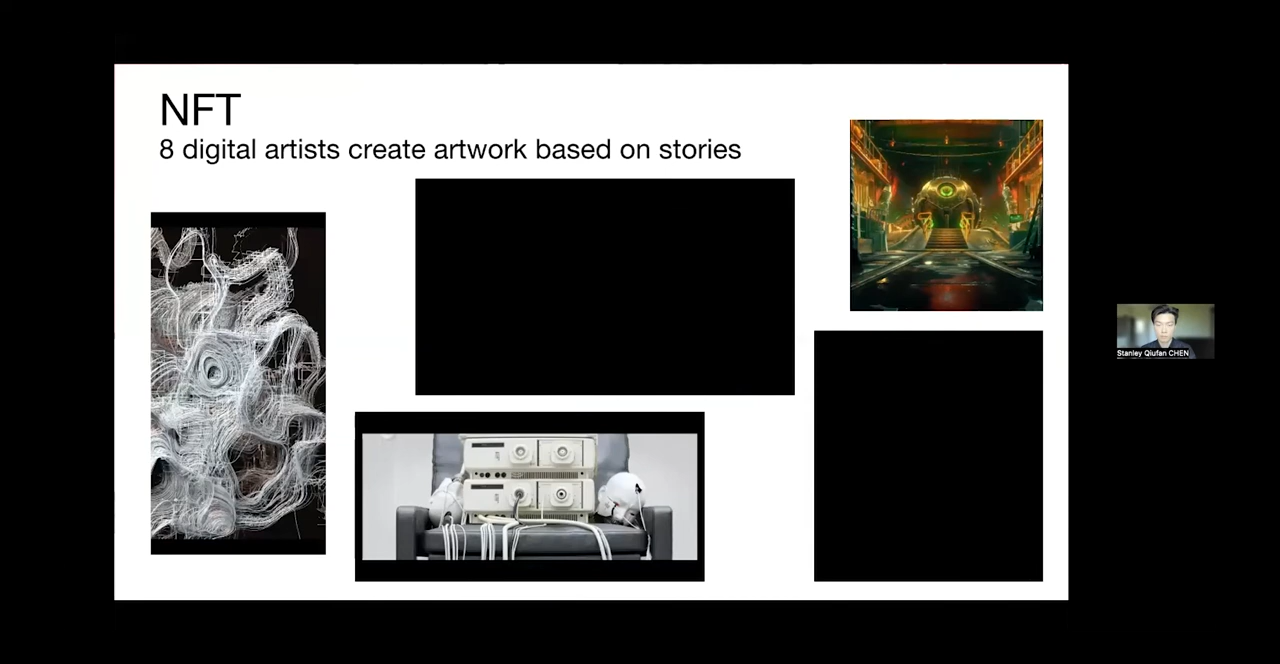 NFT
8 digital artists create artwork based on stories
Stanley Qiufan CHEN